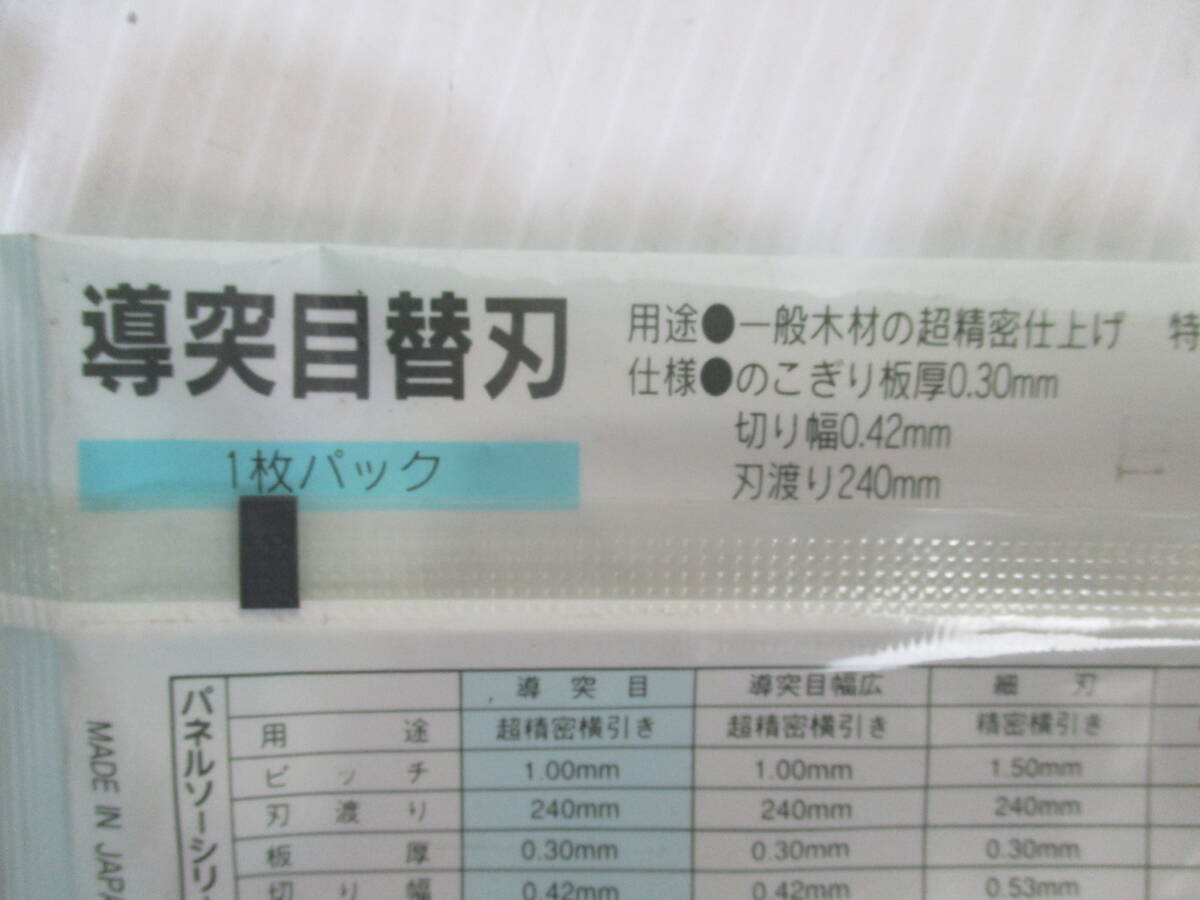 導突目替刃
1枚パック
用途●一般木材の超精密仕上げ 特
仕様●のこぎり板厚0.30mm
切り幅0.42mm
刃渡り240mm
MADE IN JAPA
パネルソーシリ
導突目 導突目幅広 細刃
用途 超精密横引き 超精密横引き 精密横引き
ピッチ 1.00mm 1.00mm 1.50mm
刃渡り 240mm 240mm 240mm
板厚 0.30mm 0.30mm 0.30mm
切り幅 0.42mm 0.42mm 0.53mm